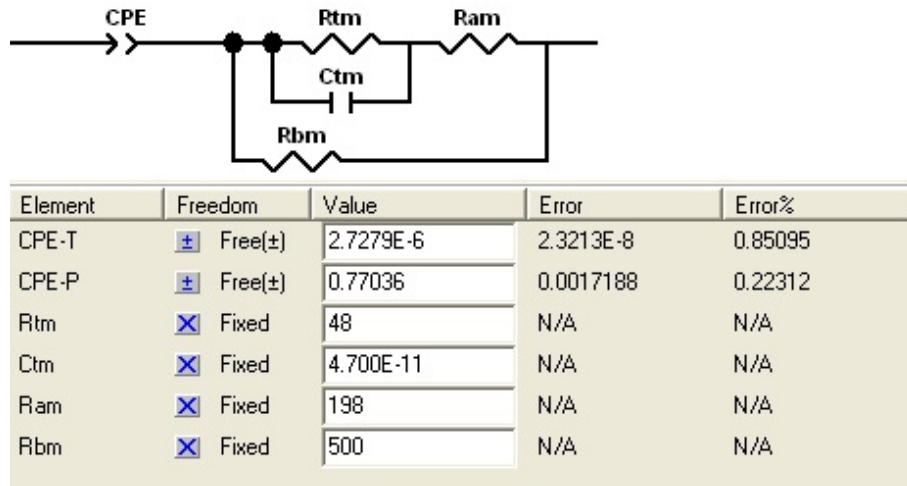 CPE Rtm Ram
Ctm
Rbm
Element Freedom Value Error Error%
CPE-T ± Free(±) 2.7279E-6 2.3213E-8 0.85095
CPE-P ± Free(±) 0.77036 0.0017188 0.22312
Rtm Fixed 48 N/A N/A
Ctm Fixed 4.700E-11 N/A N/A
Ram Fixed 198 N/A N/A
Rbm Fixed 500 N/A N/A